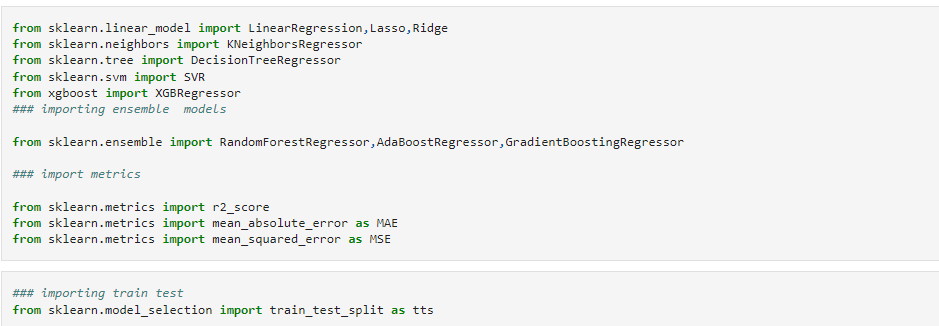 from sklearn.linear_model import LinearRegression,Lasso,Ridge
from sklearn.neighbors import KNeighborsRegressor
from sklearn.tree import DecisionTreeRegressor
from sklearn.svm import SVR
from xgboost import XGBRegressor
### importing ensemble  models
from sklearn.ensemble import RandomForestRegressor,AdaBoostRegressor,GradientBoostingRegressor
### import metrics
from sklearn.metrics import r2_score
from sklearn.metrics import mean_absolute_error as MAE
from sklearn.metrics import mean_squared_error as MSE
### importing train test
from sklearn.model_selection import train_test_split as tts